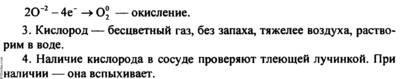 2O⁻² – 4e⁻ → O₂⁰ — окисление.
3. Кислород — бесцветный газ, без запаха, тяжелее воздуха, раство-
рим в воде.
4. Наличие кислорода в сосуде проверяют тлеющей лучинкой. При
наличии — она вспыхивает.